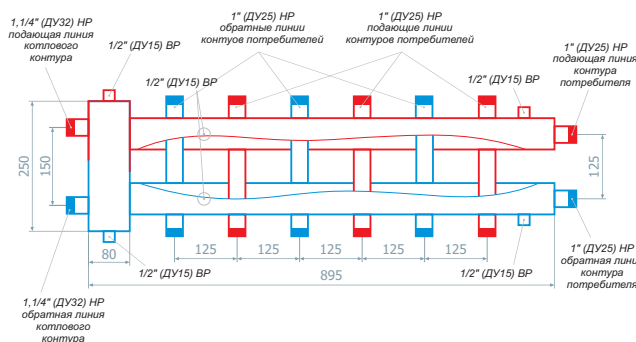 1,1/4" (ДУ32) НР
подающая линия
котлового
контура
1/2" (ДУ15) ВР
1" (ДУ25) НР
обратные линии
контуов потребителей
1" (ДУ25) НР
подающие линии
контуров потребителей
1/2" (ДУ15) ВР
1/2" (ДУ15) ВР
1" (ДУ25) НР
подающая линия
контура
потребителя
250
150
125
80
125
125
125
125
125
895
1/2" (ДУ15) ВР
1/2" (ДУ15) ВР
1,1/4" (ДУ32) НР
обратная линия
котлового
контура
1" (ДУ25) НР
обратная линия
контура
потребителя